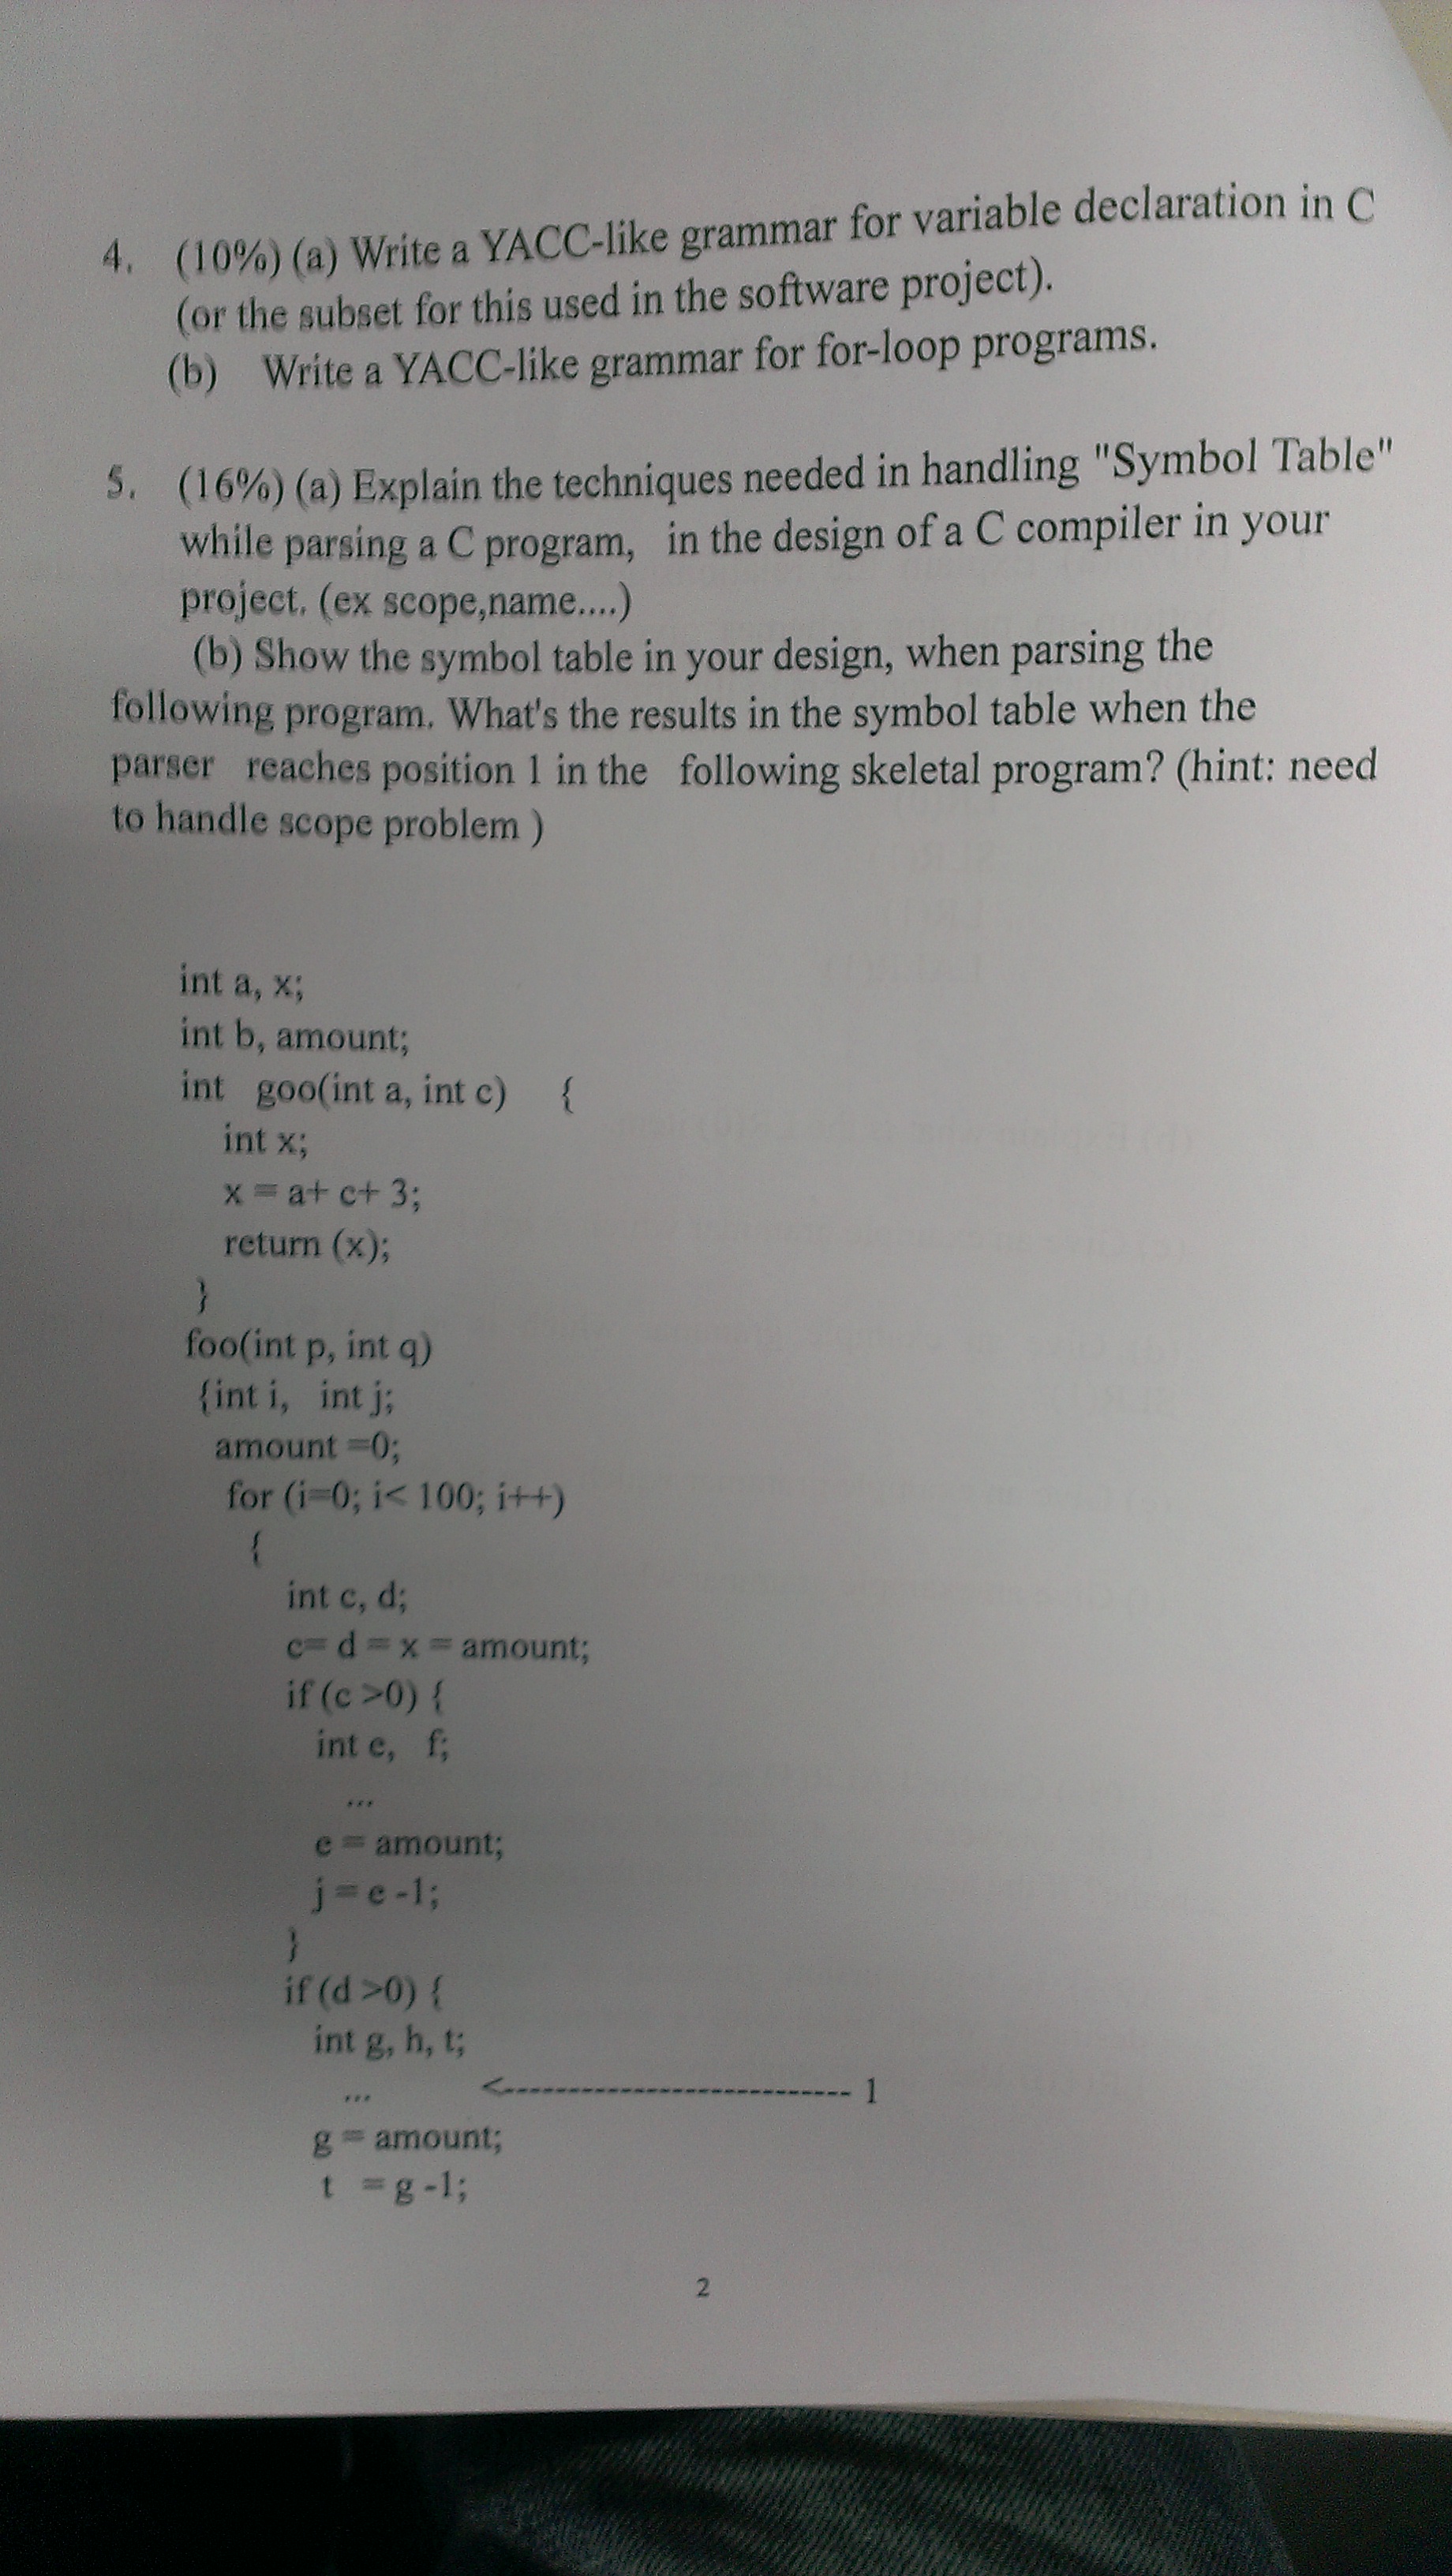 4. (10%) (a) Write a YACC-like grammar for variable declaration in C
(or the subset for this used in the software project).
(b) Write a YACC-like grammar for for-loop programs.
5. (16%) (a) Explain the techniques needed in handling "Symbol Table"
while parsing a C program, in the design of a C compiler in your
project. (ex scope,name....)
(b) Show the symbol table in your design, when parsing the
following program. What's the results in the symbol table when the
parser reaches position 1 in the following skeletal program? (hint: need
to handle scope problem )
int a, x;
int b, amount;
int goo(int a, int c) {
int x;
x = a+ c+ 3;
return (x);
}
foo(int p, int q)
{int i, int j;
amount =0;
for (i=0; i< 100; i++)
{
int c, d;
c= d = x = amount;
if (c >0) {
int e, f;
...
e = amount;
j = e -1;
}
if (d >0) {
int g, h, t;
... <--------------------------- 1
g = amount;
t = g -1;
2